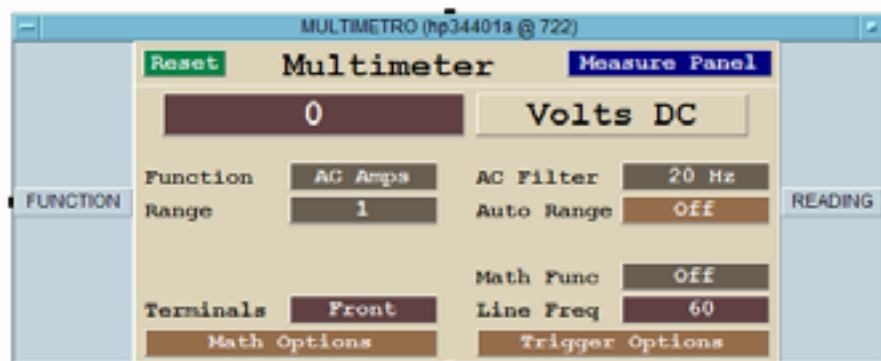 MULTIMETRO (hp34401a @ 722)
Reset Multimeter Measure Panel
0 Volts DC
Function AC Amps AC Filter 20 Hz
FUNCTION READING
Range 1 Auto Range Off
Math Func Off
Terminals Front Line Freq 60
Math Options Trigger Options